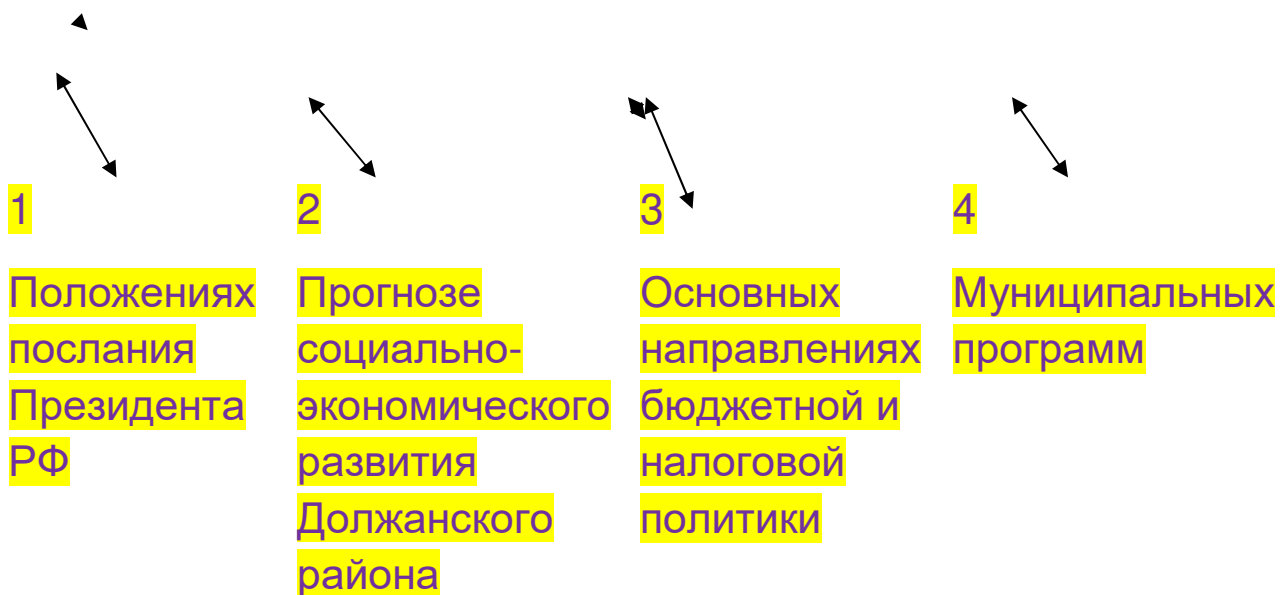 1
Положениях
послания
Президента
РФ
2
Прогнозе
социально-
экономического
развития
Должанского
района
3
Основных
направлениях
бюджетной и
налоговой
политики
4
Муниципальных
программ